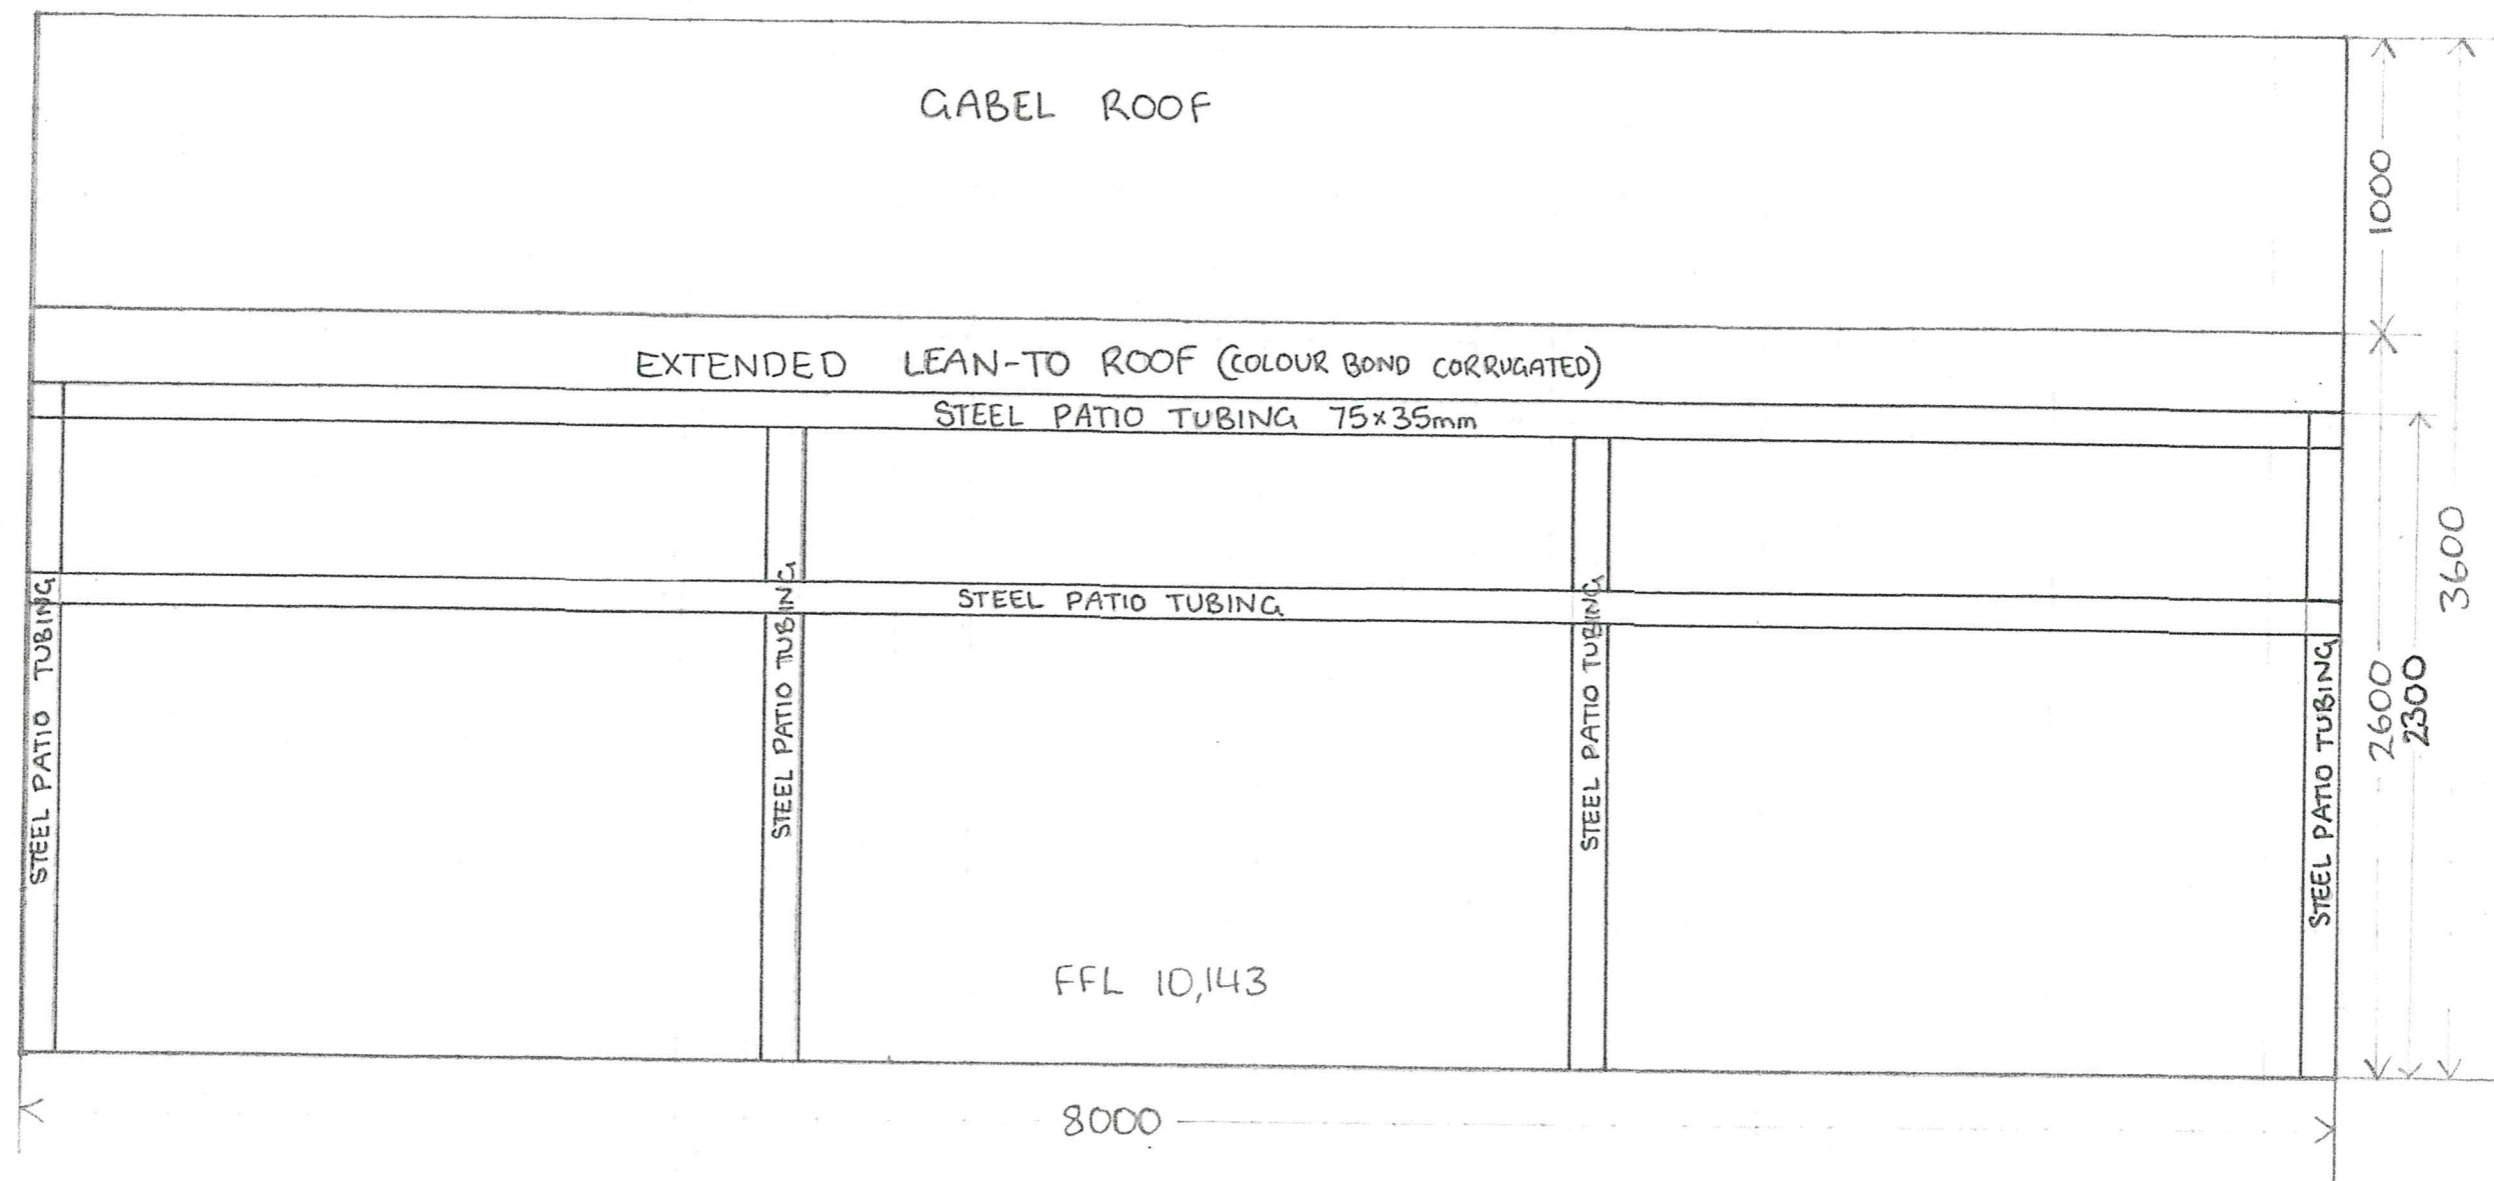 GABEL ROOF
1000
EXTENDED LEAN-TO ROOF (COLOUR BOND CORRUGATED)
STEEL PATIO TUBING 75x35mm
3600
STEEL PATIO TUBING
STEEL PATIO TUBING
STEEL PATIO TUBING
STEEL PATIO TUBING
STEEL PATIO TUBING
2600
2300
FFL 10,143
8000